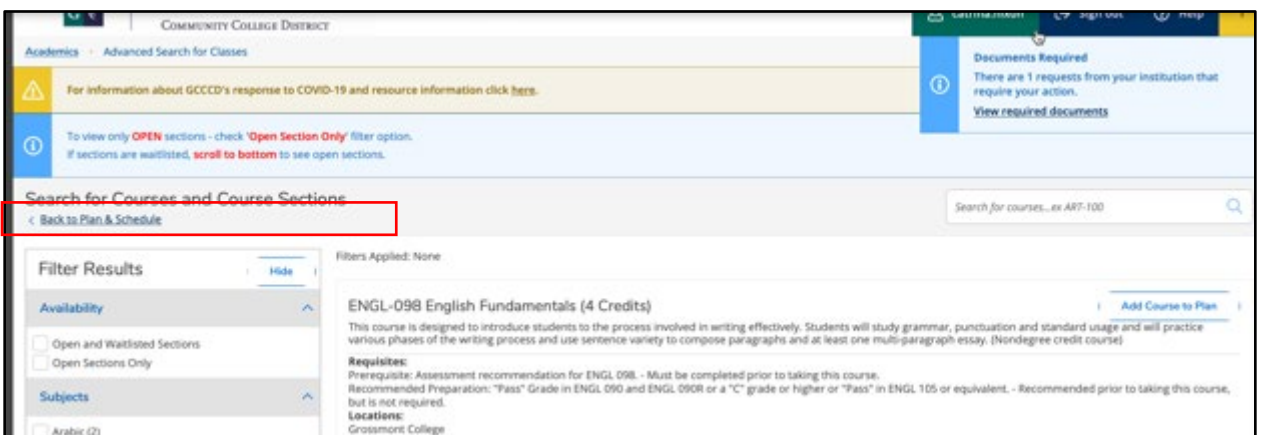 COMMUNITY COLLEGE DISTRICT
Sign out
Help
Academics
Advanced Search for Classes
Documents Required
There are 1 requests from your institution that
require your action.
View required documents
For information about GCCCD's response to COVID-19 and resource information click here.
To view only OPEN sections - check 'Open Section Only' filter option.
If sections are waitlisted, scroll to bottom to see open sections.
Search for Courses and Course Sections
< Back to Plan & Schedule
Search for courses... ex ART-100
Filter Results
Hide
Filters Applied: None
Availability
Open and Waitlisted Sections
Open Sections Only
Subjects
Arabic (2)
ENGL-098 English Fundamentals (4 Credits)
Add Course to Plan
This course is designed to introduce students to the process involved in writing effectively. Students will study grammar, punctuation and standard usage and will practice
various phases of the writing process and use sentence variety to compose paragraphs and at least one multi-paragraph essay. (Nondegree credit course)
Requisites:
Prerequisite: Assessment recommendation for ENGL 098. - Must be completed prior to taking this course.
Recommended Preparation: "Pass" Grade in ENGL 090 and ENGL 090R or a "C" grade or higher or "Pass" in ENGL 105 or equivalent. - Recommended prior to taking this course,
but is not required.
Locations:
Grossmont College